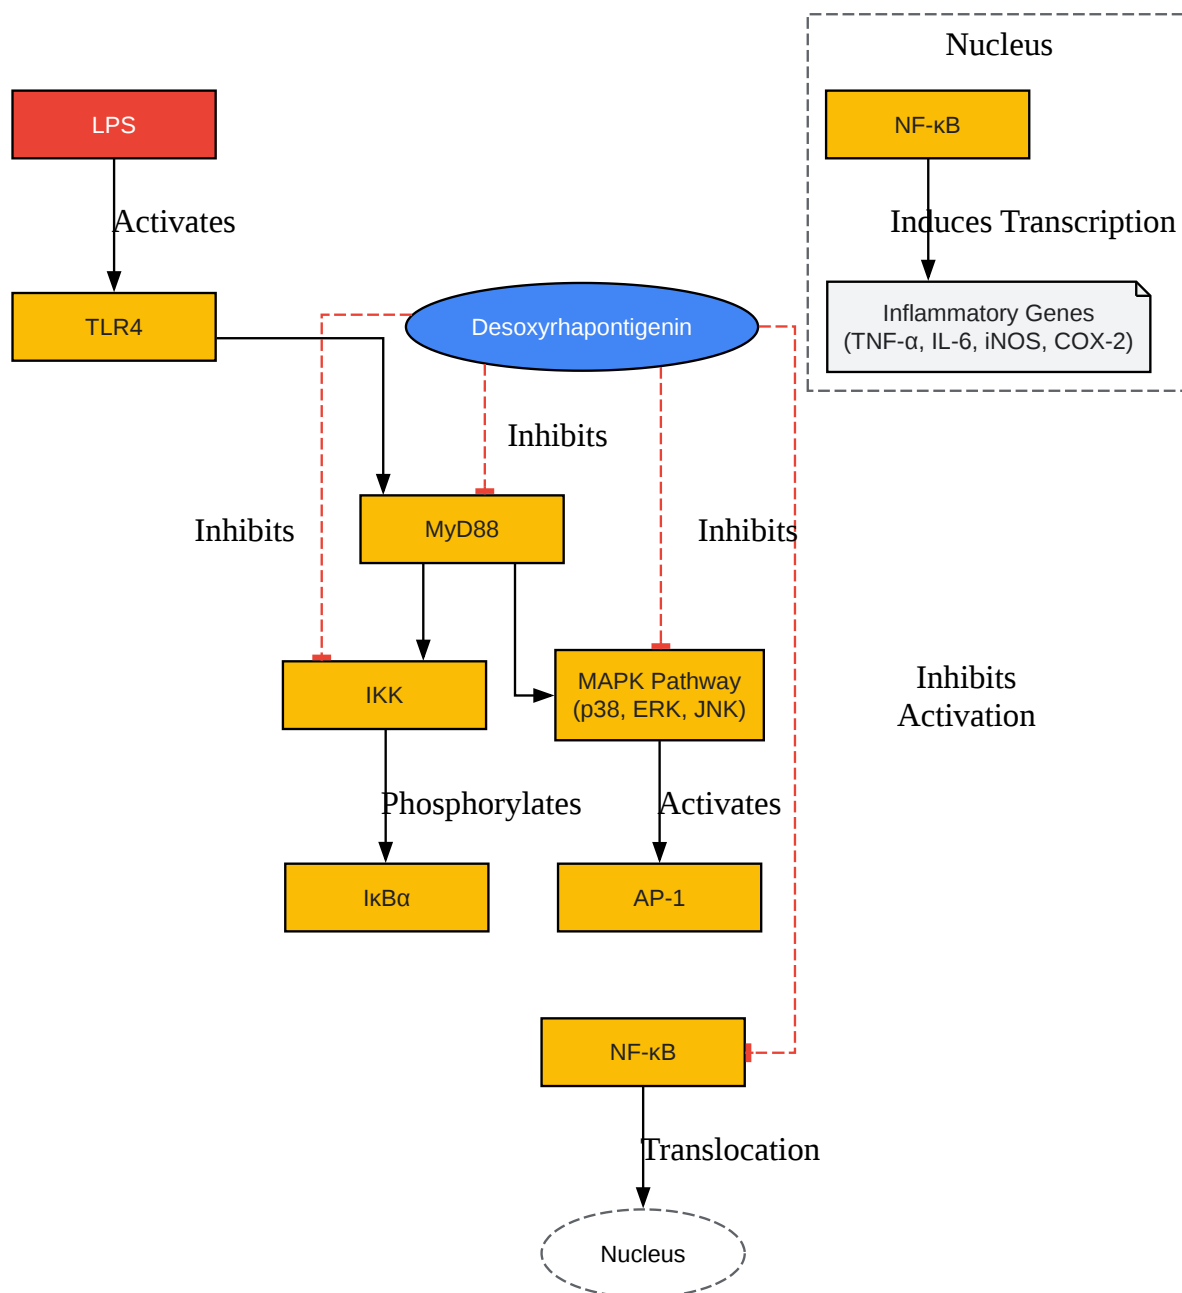 Nucleus
LPS
NF-κB
Activates
Induces Transcription
TLR4
Desoxyrhapontigenin
Inflammatory Genes
(TNF-α, IL-6, iNOS, COX-2)
Inhibits
Inhibits
Inhibits
MyD88
IKK
MAPK Pathway
(p38, ERK, JNK)
Inhibits
Activation
Phosphorylates
Activates
IκBα
AP-1
NF-κB
Translocation
Nucleus